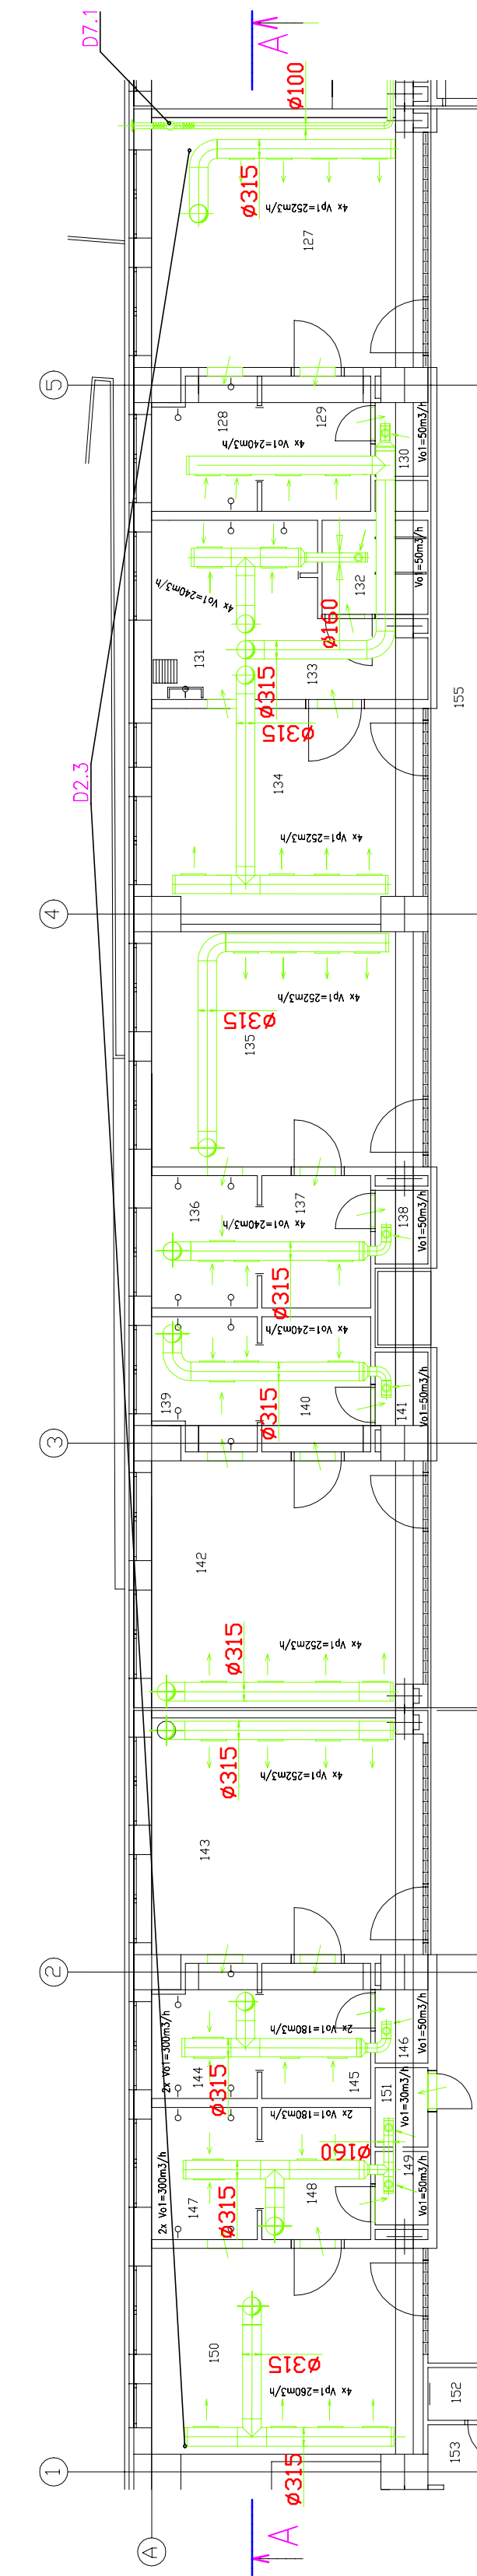 D7.1
A
ø100
ø315
4x Vp1=252m3/h
127
5
128
129
4x Vo1=240m3/h
130
Vo1=50m3/h
4x Vo1=240m3/h
132
Vo1=50m3/h
ø160
131
133
ø315
ø315
155
D2.3
134
4x Vp1=252m3/h
4
4x Vp1=252m3/h
ø315
135
136
137
4x Vo1=240m3/h
138
Vo1=50m3/h
ø315
4x Vo1=240m3/h
139
140
141
Vo1=50m3/h
ø315
3
142
4x Vp1=252m3/h
ø315
ø315
4x Vp1=252m3/h
143
2
2x Vo1=300m3/h
144
2x Vo1=180m3/h
145
146
Vo1=50m3/h
ø315
151
Vo1=30m3/h
2x Vo1=180m3/h
ø160
2x Vo1=300m3/h
147
148
149
Vo1=50m3/h
ø315
150
ø315
4x Vp1=260m3/h
152
153
ø315
1
A
A